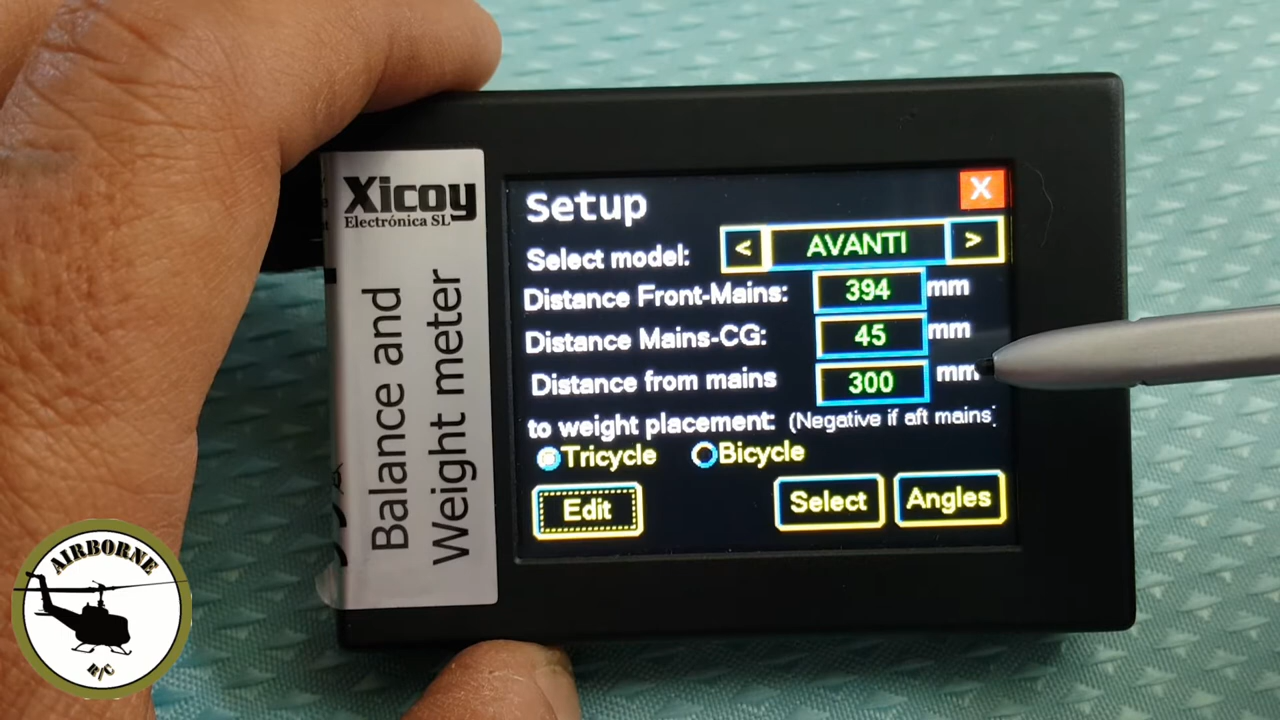 Xicoy
Electrónica SL
Balance and
Weight meter
Setup
X
Select model: < AVANTI >
Distance Front-Mains: 394 mm
Distance Mains-CG: 45 mm
Distance from mains 300 mm
to weight placement: (Negative if aft mains)
Tricycle Bicycle
Edit Select Angles
AIRBORNE
R/C